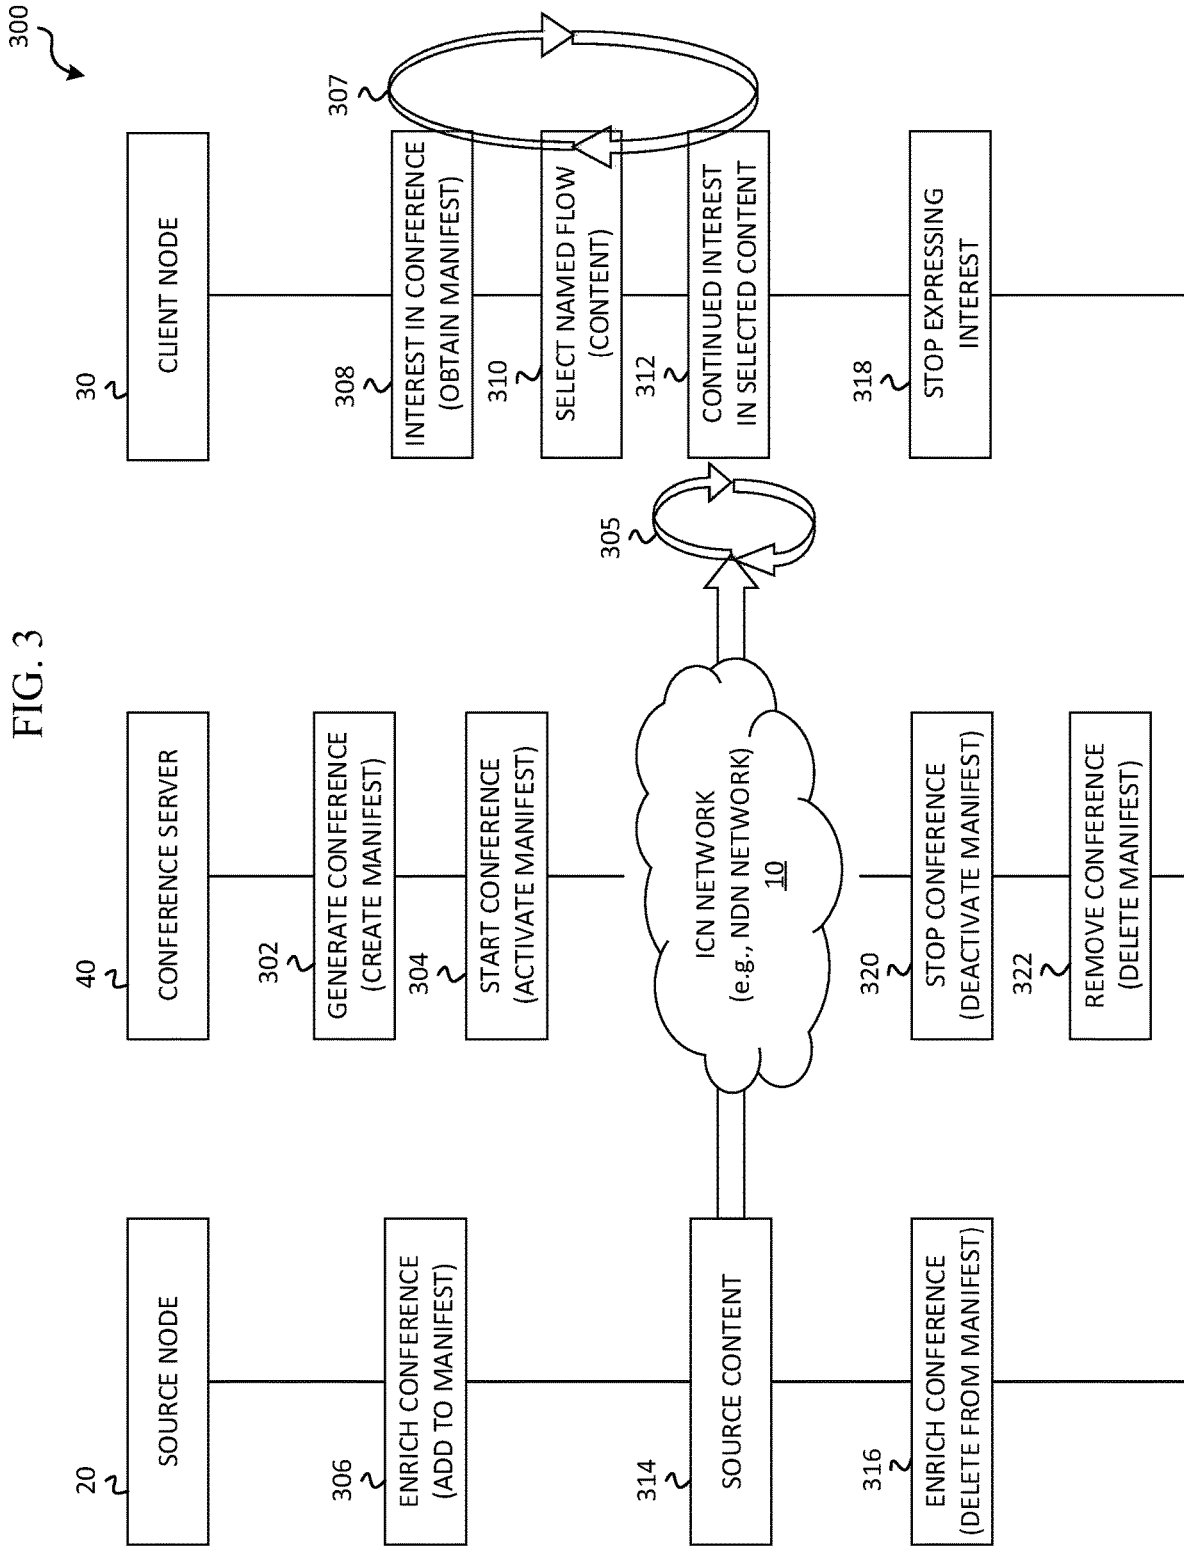 FIG. 3
300
20
SOURCE NODE
40
CONFERENCE SERVER
30
CLIENT NODE
302
GENERATE CONFERENCE
(CREATE MANIFEST)
304
START CONFERENCE
(ACTIVATE MANIFEST)
306
ENRICH CONFERENCE
(ADD TO MANIFEST)
307
308
INTEREST IN CONFERENCE
(OBTAIN MANIFEST)
310
SELECT NAMED FLOW
(CONTENT)
312
CONTINUED INTEREST
IN SELECTED CONTENT
305
314
SOURCE CONTENT
ICN NETWORK
(e.g., NDN NETWORK)
10
316
ENRICH CONFERENCE
(DELETE FROM MANIFEST)
320
STOP CONFERENCE
(DEACTIVATE MANIFEST)
318
STOP EXPRESSING
INTEREST
322
REMOVE CONFERENCE
(DELETE MANIFEST)